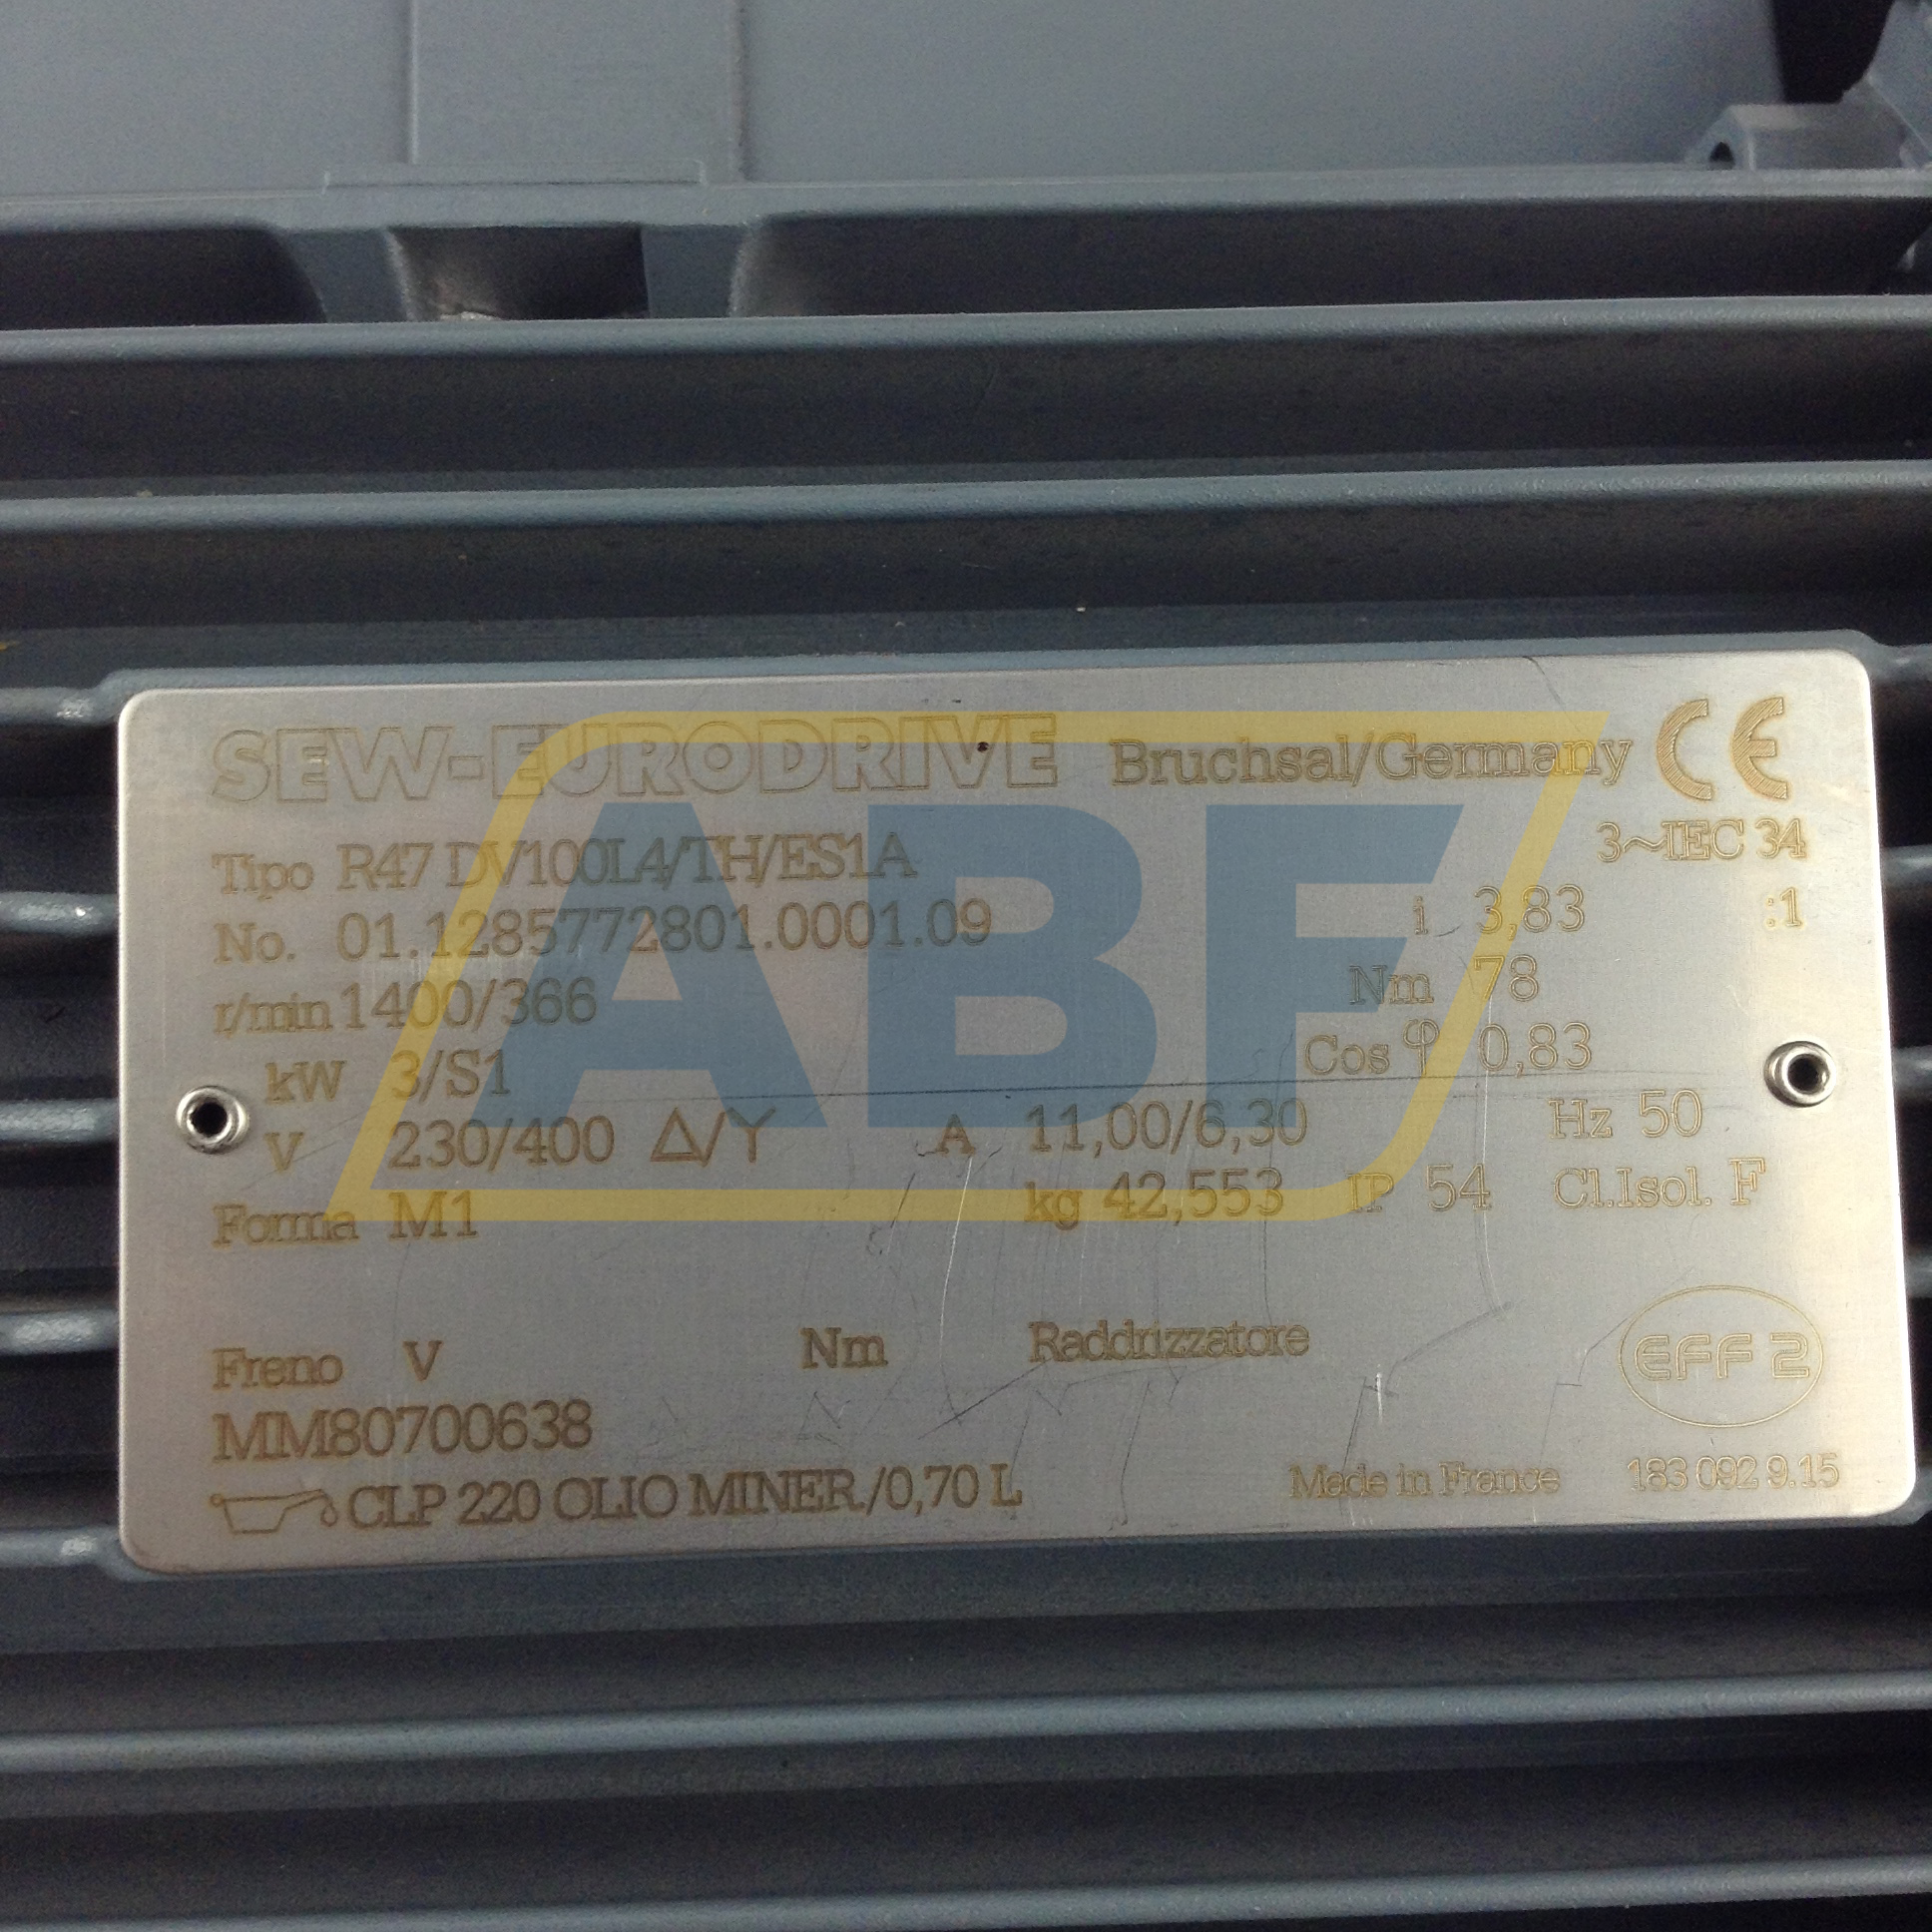 SEW-EURODRIVE Bruchsal/Germany CE
3~IEC 34
Tipo R47 DV100L4/TH/ES1A
No. 01.1285772801.0001.09 i 3,83 :1
r/min 1400/366 Nm 78
kW 3/S1 Cos φ 0,83
V 230/400 Δ/Y A 11,00/6,30 Hz 50
Forma M1 kg 42,553 IP 54 Cl.Isol. F
Freno V Nm Raddrizzatore EFF 2
MM80700638
CLP 220 OLIO MINER./0,70 L Made in France 183 092 9.15
ABF